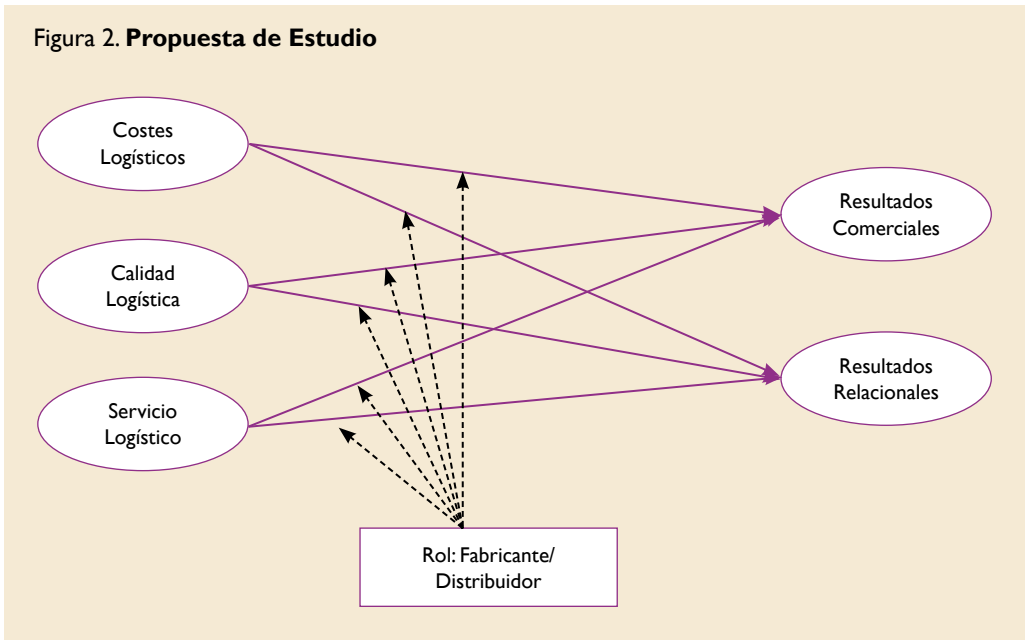 Figura 2. Propuesta de Estudio
Costes
Logísticos
Calidad
Logística
Servicio
Logístico
Resultados
Comerciales
Resultados
Relacionales
Rol: Fabricante/
Distribuidor